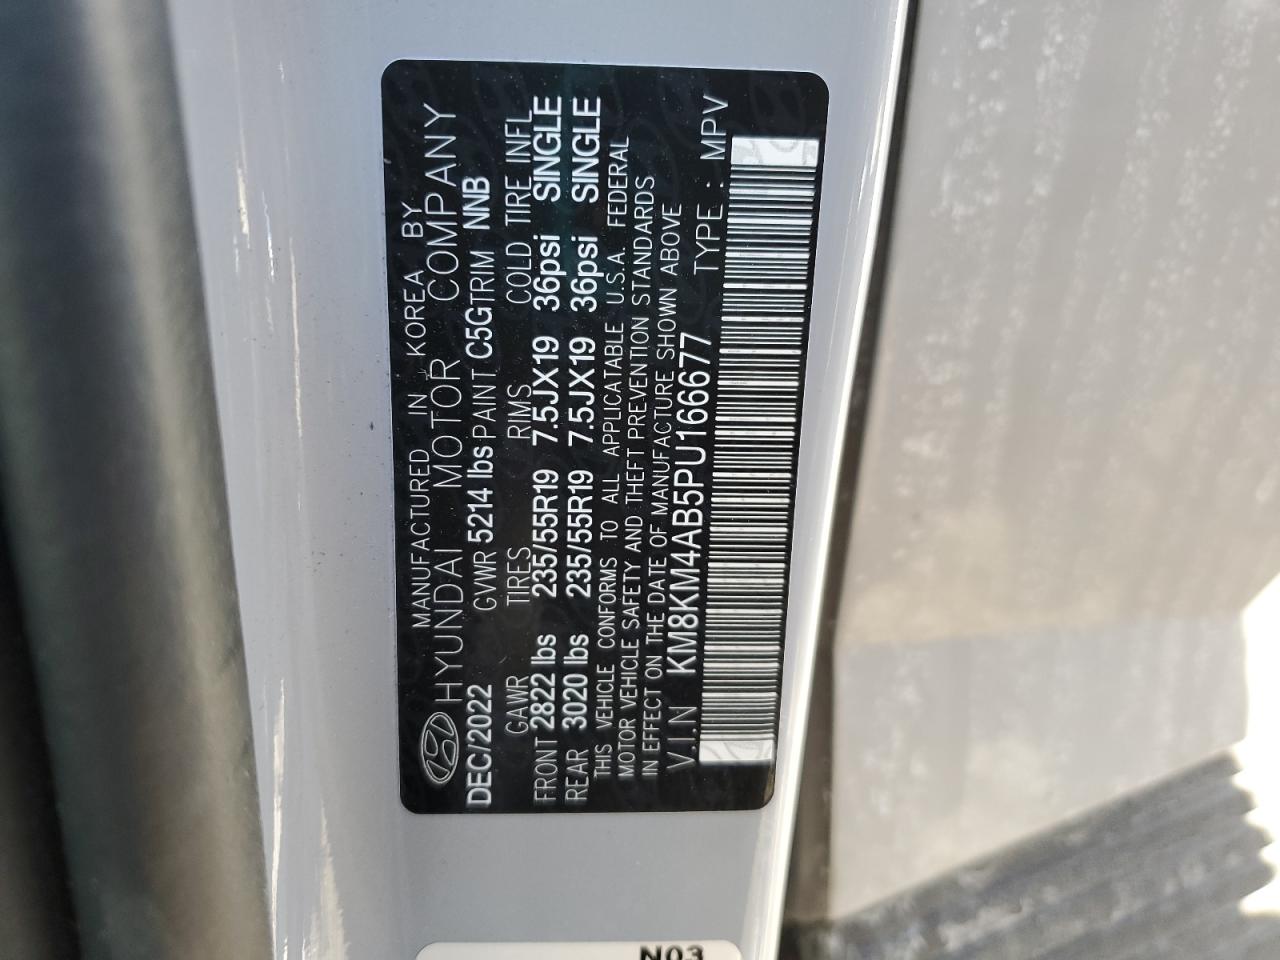 MANUFACTURED IN KOREA BY
HYUNDAI MOTOR COMPANY
DEC/2022 GVWR 5214 lbs PAINT C5G TRIM NNB
GAWR TIRES RIMS COLD TIRE INFL
FRONT 2822 lbs 235/55R19 7.5JX19 36psi SINGLE
REAR 3020 lbs 235/55R19 7.5JX19 36psi SINGLE
THIS VEHICLE CONFORMS TO ALL APPLICATABLE U.S.A. FEDERAL
MOTOR VEHICLE SAFETY AND THEFT PREVENTION STANDARDS
IN EFFECT ON THE DATE OF MANUFACTURE SHOWN ABOVE
V.I.N KM8KM4AB5PU166677 TYPE : MPV
N03